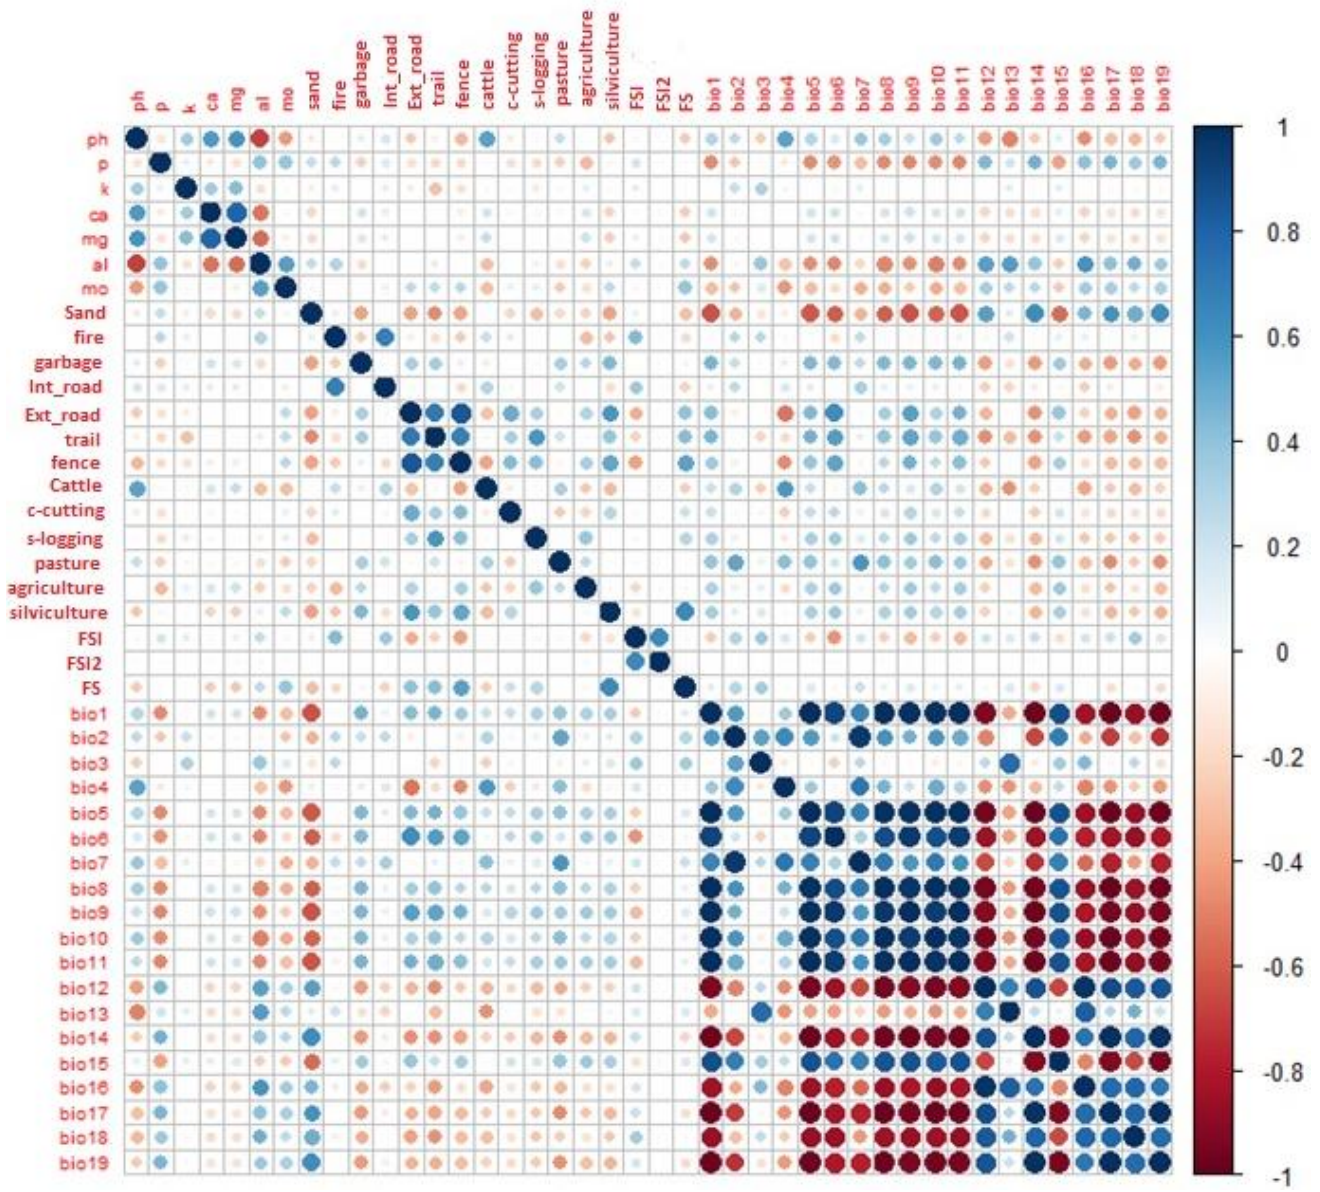 ph p k ca mg al mo sand fire garbage Int_road Ext_road trail fence cattle c-cutting s-logging pasture agriculture silviculture FSI FSI2 FS bio1 bio2 bio3 bio4 bio5 bio6 bio7 bio8 bio9 bio10 bio11 bio12 bio13 bio14 bio15 bio16 bio17 bio18 bio19
ph
p
k
ca
mg
al
mo
Sand
fire
garbage
Int_road
Ext_road
trail
fence
Cattle
c-cutting
s-logging
pasture
agriculture
silviculture
FSI
FSI2
FS
bio1
bio2
bio3
bio4
bio5
bio6
bio7
bio8
bio9
bio10
bio11
bio12
bio13
bio14
bio15
bio16
bio17
bio18
bio19
1
0.8
0.6
0.4
0.2
0
-0.2
-0.4
-0.6
-0.8
-1